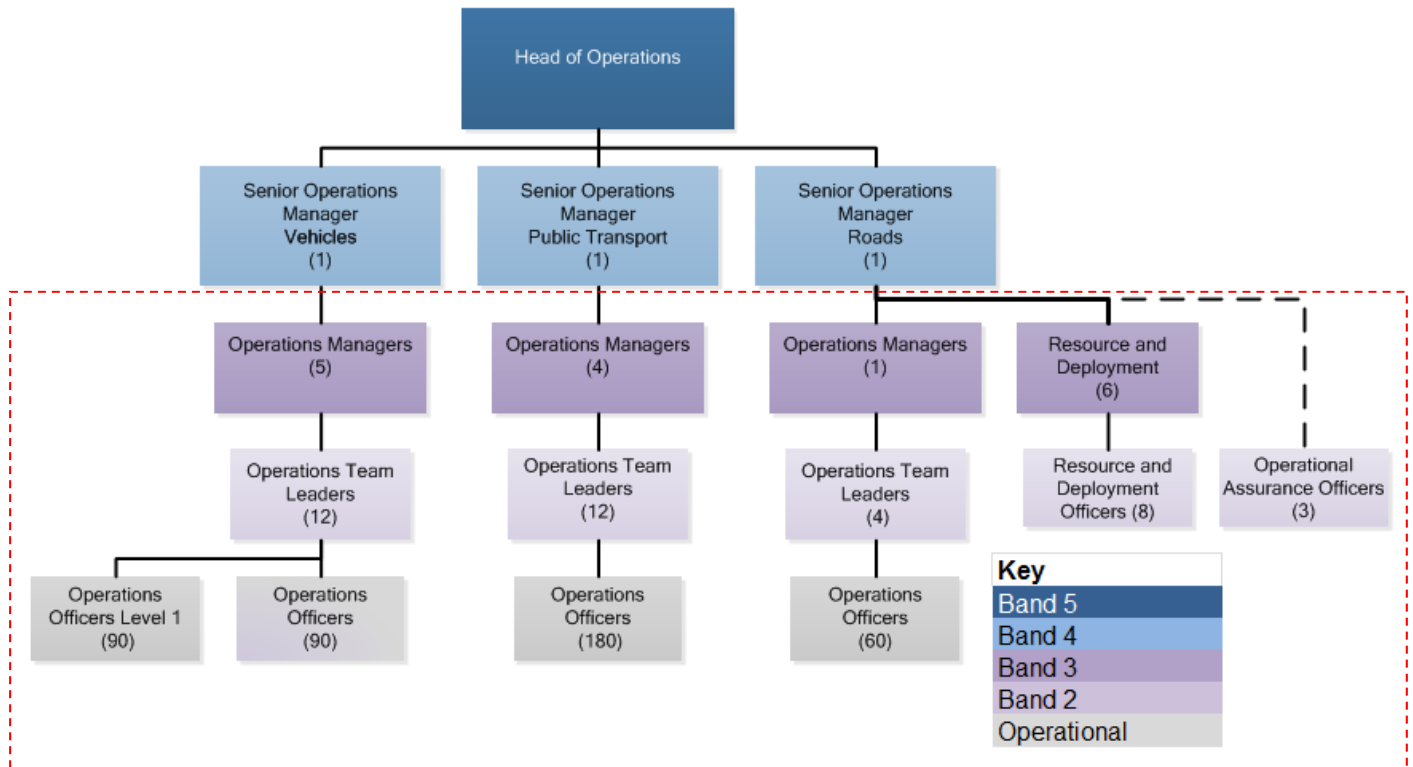 Head of Operations
Senior Operations
Manager
Vehicles
(1)
Senior Operations
Manager
Public Transport
(1)
Senior Operations
Manager
Roads
(1)
Operations Managers
(5)
Operations Managers
(4)
Operations Managers
(1)
Resource and
Deployment
(6)
Operations Team
Leaders
(12)
Operations Team
Leaders
(12)
Operations Team
Leaders
(4)
Resource and
Deployment
Officers (8)
Operational
Assurance Officers
(3)
Operations
Officers Level 1
(90)
Operations
Officers
(90)
Operations
Officers
(180)
Operations
Officers
(60)
Key
Band 5
Band 4
Band 3
Band 2
Operational